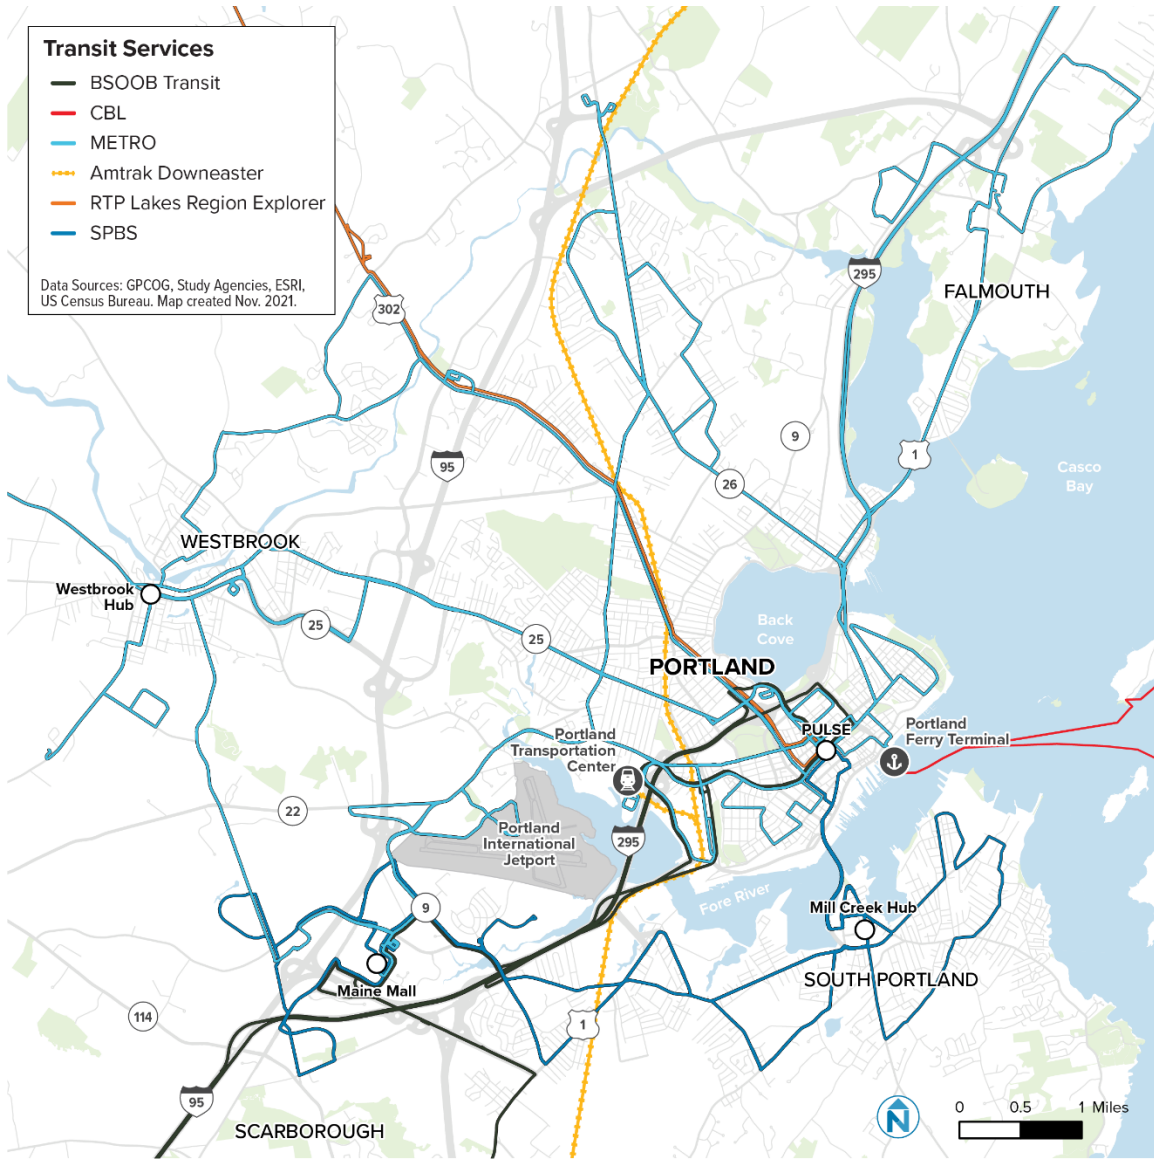 Transit Services
BSOOB Transit
CBL
METRO
Amtrak Downeaster
RTP Lakes Region Explorer
SPBS
Data Sources: GPCOG, Study Agencies, ESRI,
US Census Bureau. Map created Nov. 2021.
295
FALMOUTH
302
9
1
95
Casco
Bay
26
WESTBROOK
Westbrook
Hub
25
25
Back
Cove
PORTLAND
Portland
Transportation
Center
PULSE
Portland
Ferry Terminal
22
Portland
International
Jetport
295
Fore River
9
Mill Creek Hub
Maine Mall
SOUTH PORTLAND
114
1
95
SCARBOROUGH
N
0 0.5 1 Miles